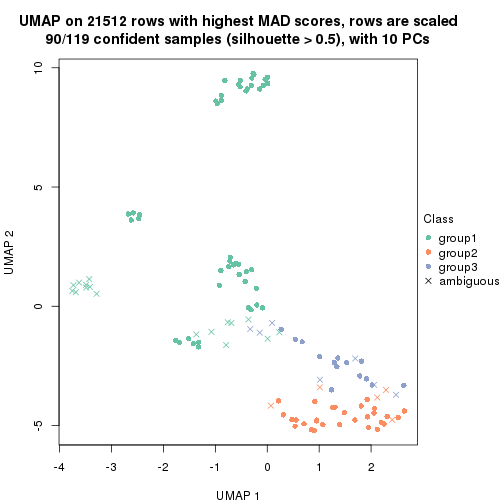 UMAP on 21512 rows with highest MAD scores, rows are scaled
90/119 confident samples (silhouette > 0.5), with 10 PCs
10
5
0
-5
UMAP 2
-4
-3
-2
-1
0
1
2
UMAP 1
Class
group1
group2
group3
ambiguous